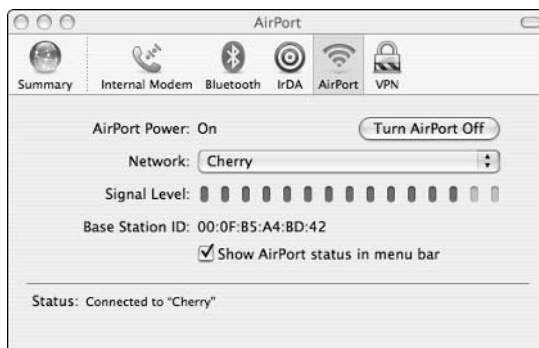 AirPort
Summary Internal Modem Bluetooth IrDA AirPort VPN
AirPort Power: On Turn AirPort Off
Network: Cherry
Signal Level:
Base Station ID: 00:0F:B5:A4:BD:42
Show AirPort status in menu bar
Status: Connected to “Cherry”